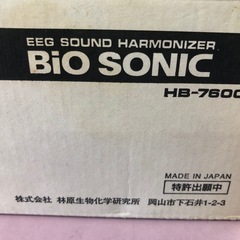 EEG SOUND HARMONIZER
BiO SONIC
HB-7600
MADE IN JAPAN
特許出願中
株式会社 林原生物化学研究所 岡山市下石井1-2-3